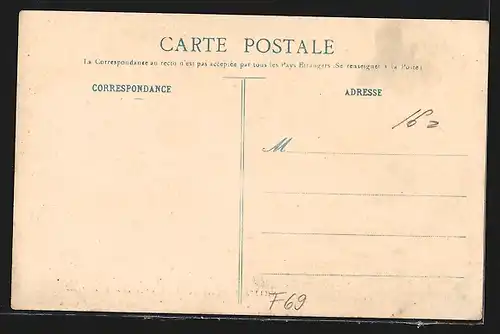 CARTE POSTALE
La Correspondance au recto n'est pas acceptée par tous les Pays Etrangers (Se renseigner à la Poste)
CORRESPONDANCE
ADRESSE
M
F69